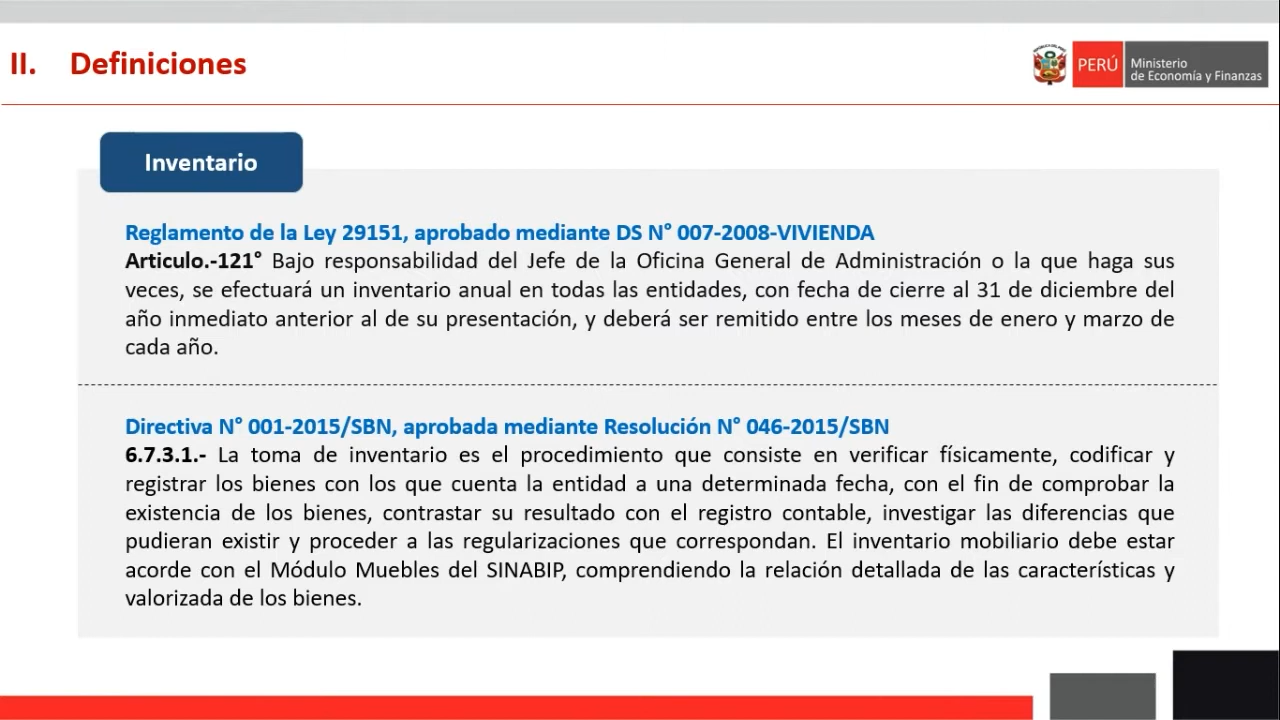 II. Definiciones
PERÚ
Ministerio
de Economía y Finanzas
Inventario
Reglamento de la Ley 29151, aprobado mediante DS N° 007-2008-VIVIENDA
Articulo.-121° Bajo responsabilidad del Jefe de la Oficina General de Administración o la que haga sus
veces, se efectuará un inventario anual en todas las entidades, con fecha de cierre al 31 de diciembre del
año inmediato anterior al de su presentación, y deberá ser remitido entre los meses de enero y marzo de
cada año.
Directiva N° 001-2015/SBN, aprobada mediante Resolución N° 046-2015/SBN
6.7.3.1.- La toma de inventario es el procedimiento que consiste en verificar físicamente, codificar y
registrar los bienes con los que cuenta la entidad a una determinada fecha, con el fin de comprobar la
existencia de los bienes, contrastar su resultado con el registro contable, investigar las diferencias que
pudieran existir y proceder a las regularizaciones que correspondan. El inventario mobiliario debe estar
acorde con el Módulo Muebles del SINABIP, comprendiendo la relación detallada de las características y
valorizada de los bienes.